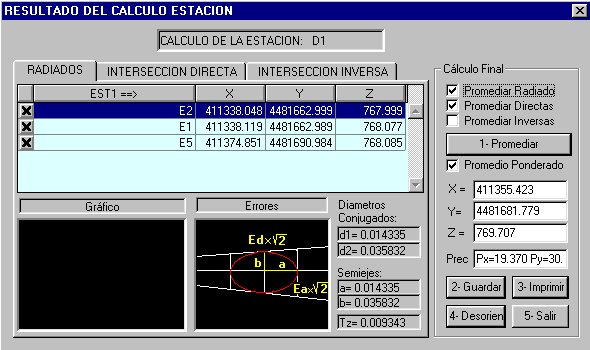 RESULTADO DEL CALCULO ESTACION
CALCULO DE LA ESTACION: D1
RADIADOS INTERSECCION DIRECTA INTERSECCION INVERSA
EST1 ==> X Y Z
E2 411338.048 4481662.999 767.999
E1 411338.119 4481662.989 768.077
E5 411374.851 4481690.984 768.085
Gráfico
Errores
Ed×√2
b a
Ea×√2
Diametros
Conjugados:
d1= 0.014335
d2= 0.035832
Semiejes:
a= 0.014335
b= 0.035832
Tz= 0.009343
Cálculo Final
Promediar Radiado
Promediar Directas
Promediar Inversas
1- Promediar
Promedio Ponderado
X = 411355.423
Y= 4481681.779
Z = 769.707
Prec Px=19.370 Py=30.
2- Guardar 3- Imprimir
4- Desorien 5- Salir